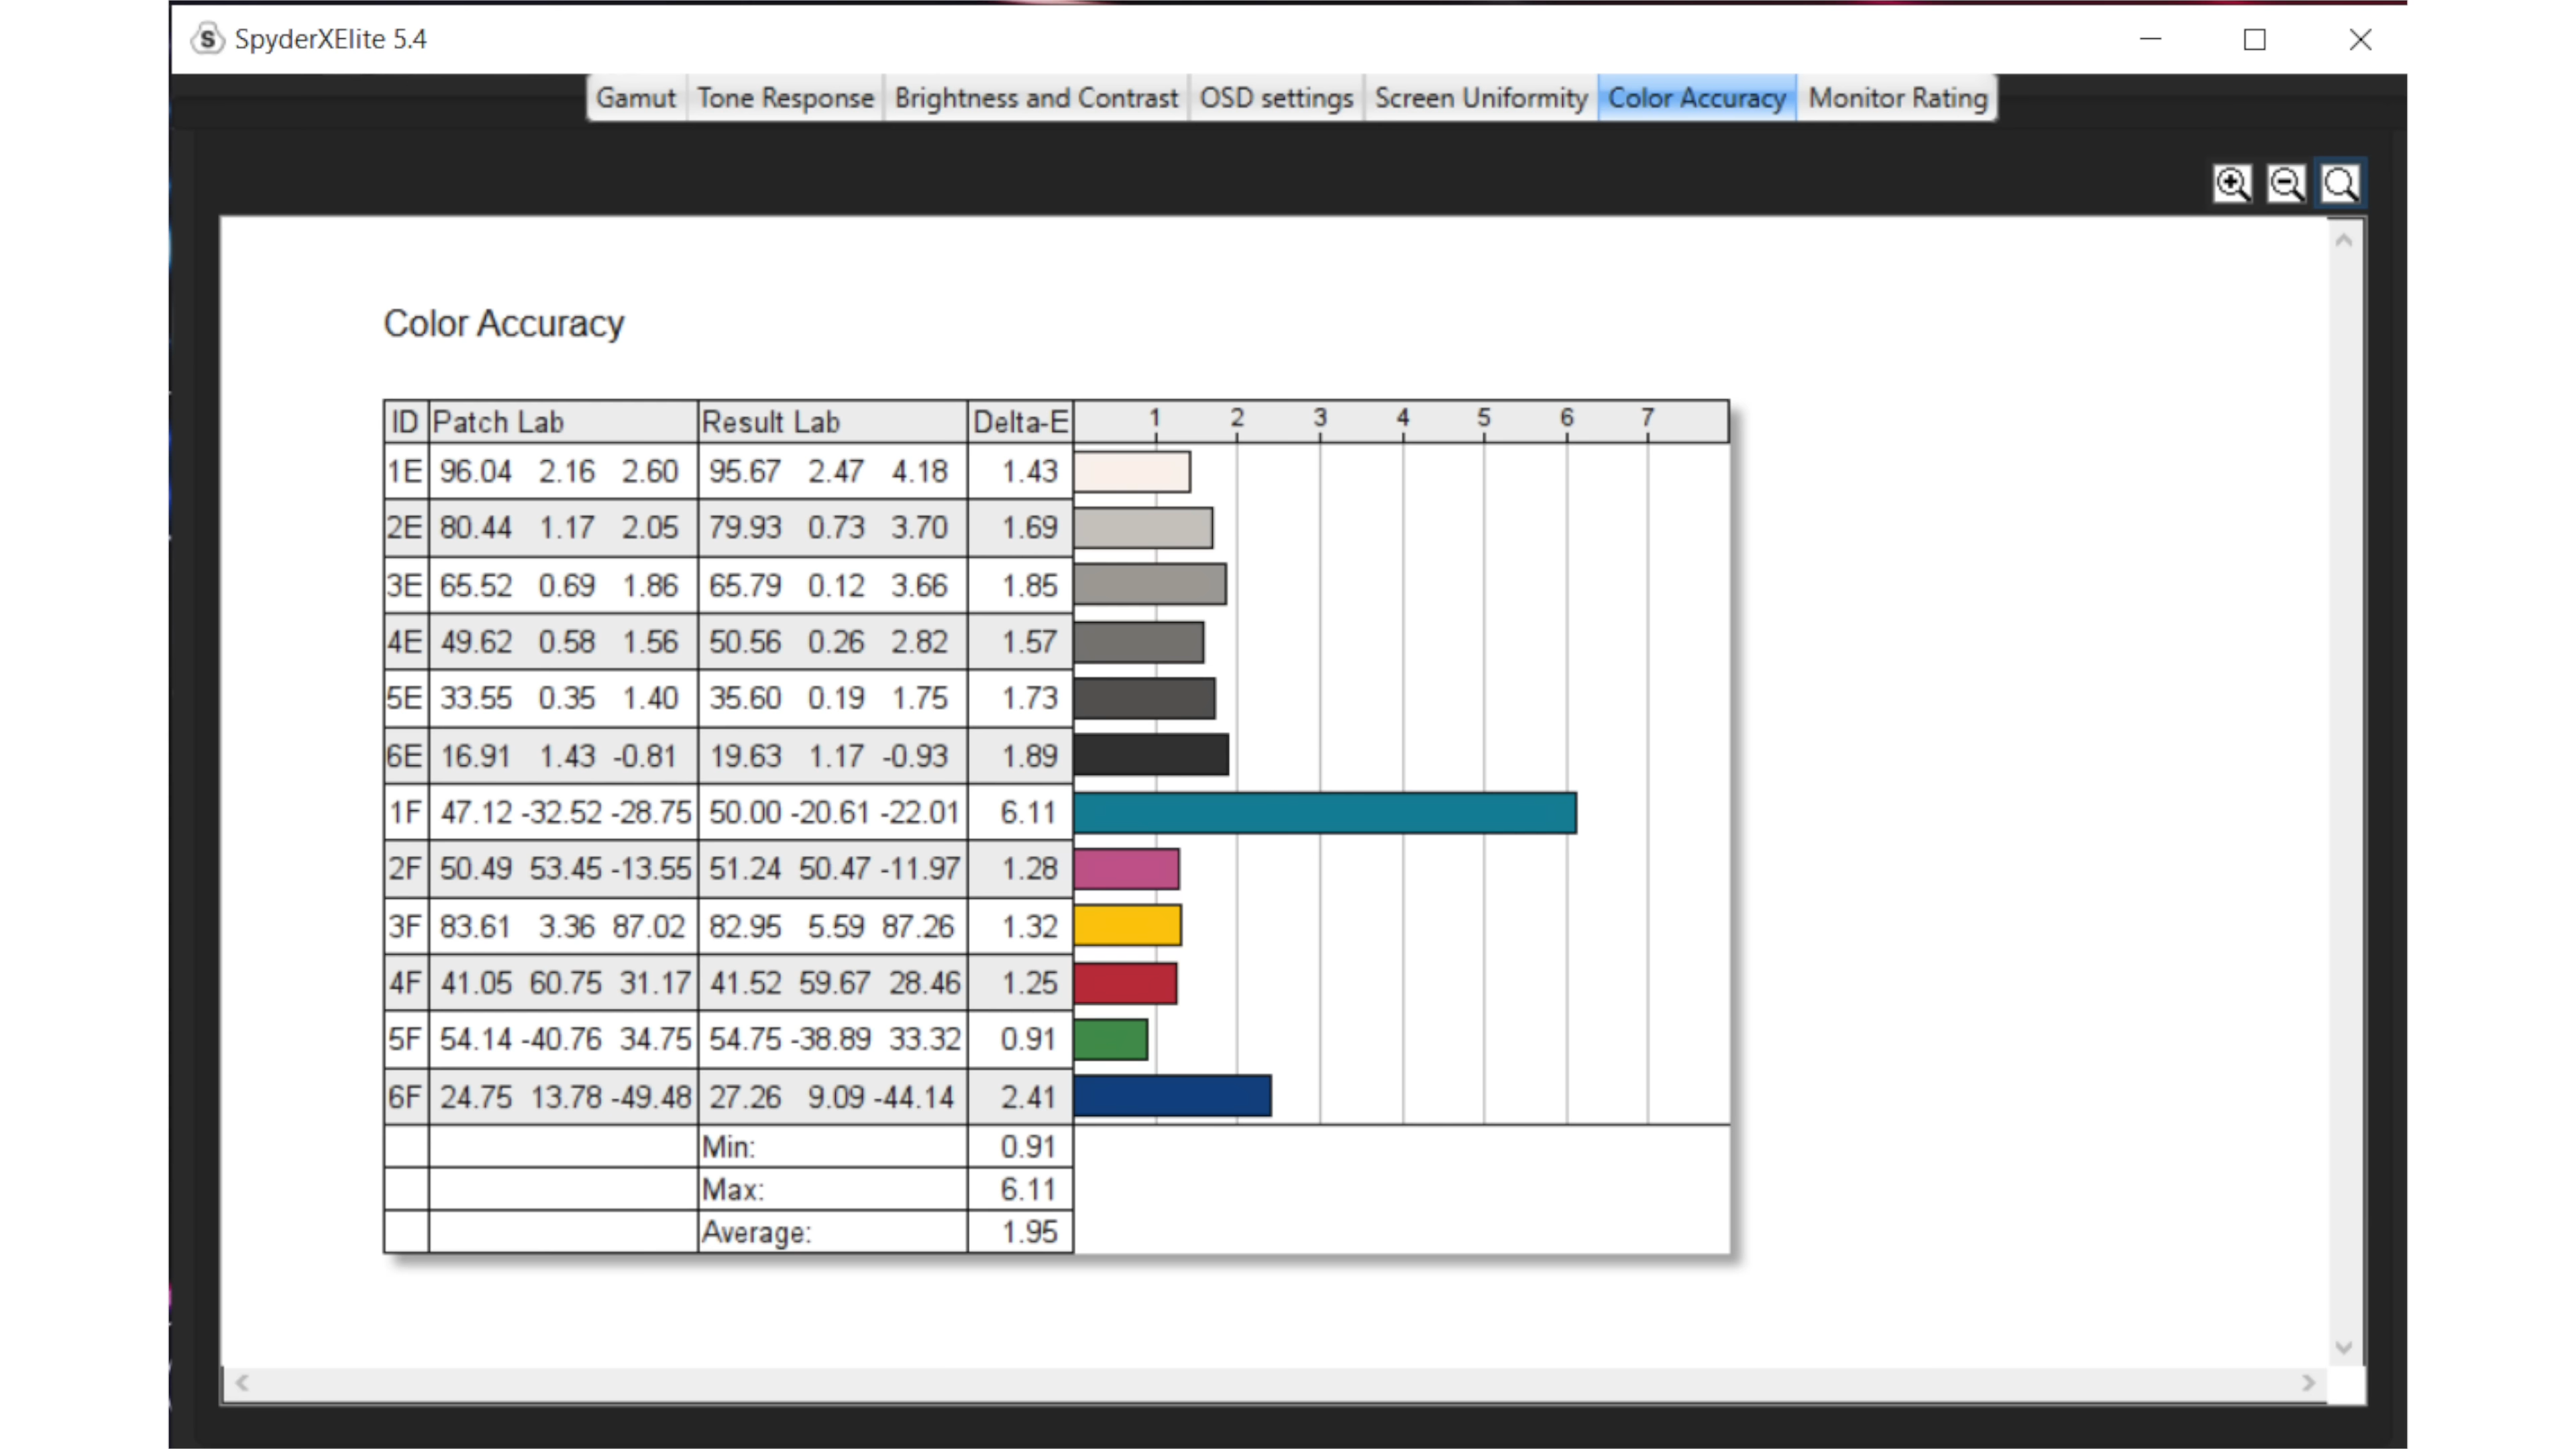 S SpyderXElite 5.4
Gamut Tone Response Brightness and Contrast OSD settings Screen Uniformity Color Accuracy Monitor Rating
Color Accuracy
ID Patch Lab Result Lab Delta-E 1 2 3 4 5 6 7
1E 96.04 2.16 2.60 95.67 2.47 4.18 1.43
2E 80.44 1.17 2.05 79.93 0.73 3.70 1.69
3E 65.52 0.69 1.86 65.79 0.12 3.66 1.85
4E 49.62 0.58 1.56 50.56 0.26 2.82 1.57
5E 33.55 0.35 1.40 35.60 0.19 1.75 1.73
6E 16.91 1.43 -0.81 19.63 1.17 -0.93 1.89
1F 47.12 -32.52 -28.75 50.00 -20.61 -22.01 6.11
2F 50.49 53.45 -13.55 51.24 50.47 -11.97 1.28
3F 83.61 3.36 87.02 82.95 5.59 87.26 1.32
4F 41.05 60.75 31.17 41.52 59.67 28.46 1.25
5F 54.14 -40.76 34.75 54.75 -38.89 33.32 0.91
6F 24.75 13.78 -49.48 27.26 9.09 -44.14 2.41
Min: 0.91
Max: 6.11
Average: 1.95